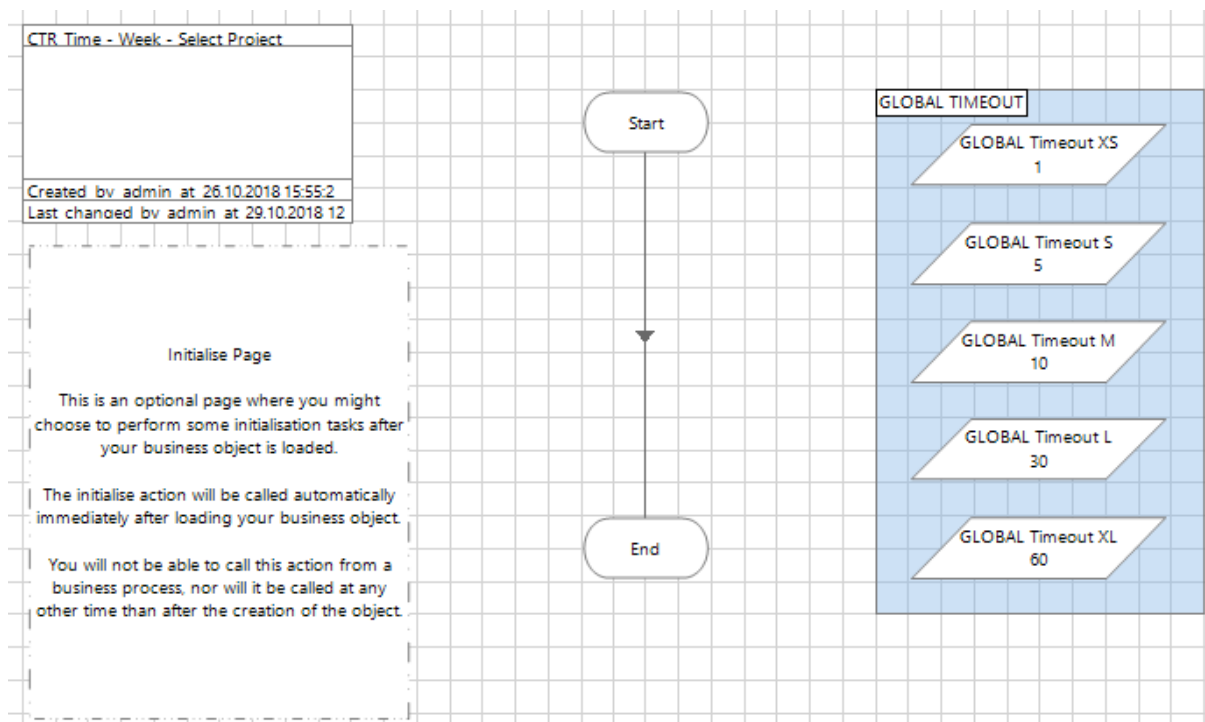 CTR Time - Week - Select Project
Created by admin at 26.10.2018 15:55:2
Last changed by admin at 29.10.2018 12
Initialise Page
This is an optional page where you might
choose to perform some initialisation tasks after
your business object is loaded.
The initialise action will be called automatically
immediately after loading your business object.
You will not be able to call this action from a
business process, nor will it be called at any
other time than after the creation of the object.
Start
End
GLOBAL TIMEOUT
GLOBAL Timeout XS
1
GLOBAL Timeout S
5
GLOBAL Timeout M
10
GLOBAL Timeout L
30
GLOBAL Timeout XL
60